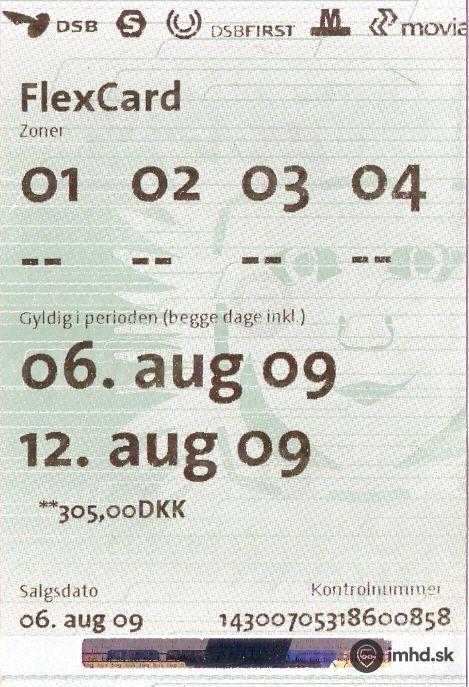 DSB S DSBFIRST M movia
FlexCard
Zoner
01 02 03 04
-- -- -- --
Gyldig i perioden (begge dage inkl.)
06. aug 09
12. aug 09
**305,00DKK
Salgsdato Kontrolnummer
06. aug 09 14300705318600858
imhd.sk